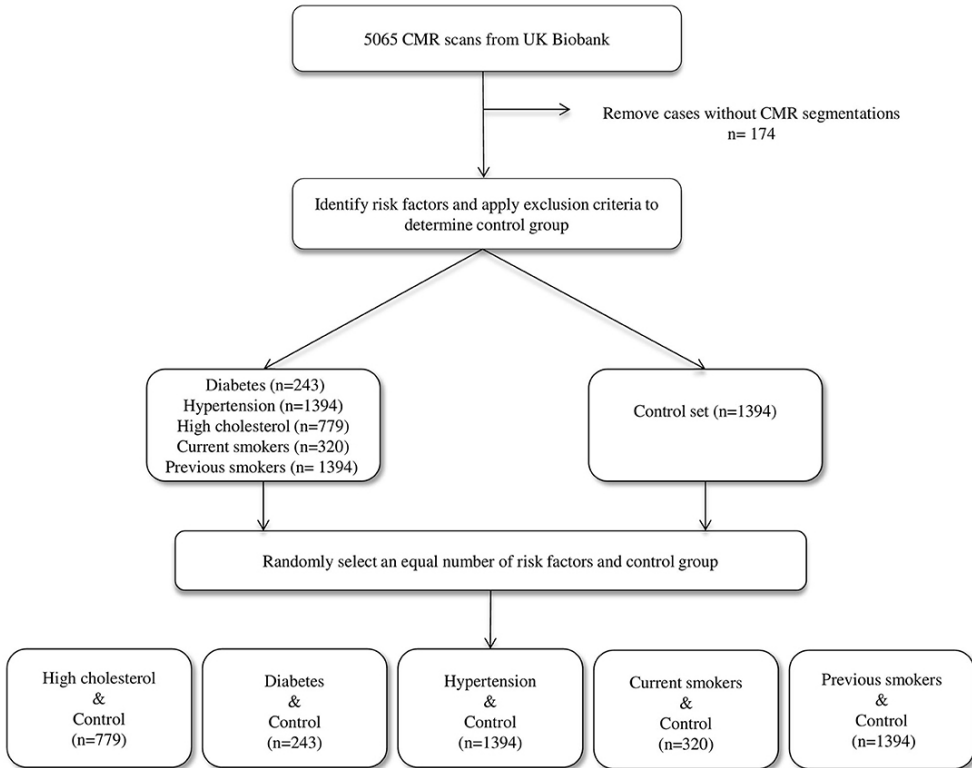 5065 CMR scans from UK Biobank
Remove cases without CMR segmentations
n= 174
Identify risk factors and apply exclusion criteria to
determine control group
Diabetes (n=243)
Hypertension (n=1394)
High cholesterol (n=779)
Current smokers (n=320)
Previous smokers (n= 1394)
Control set (n=1394)
Randomly select an equal number of risk factors and control group
High cholesterol
&
Control
(n=779)
Diabetes
&
Control
(n=243)
Hypertension
&
Control
(n=1394)
Current smokers
&
Control
(n=320)
Previous smokers
&
Control
(n=1394)